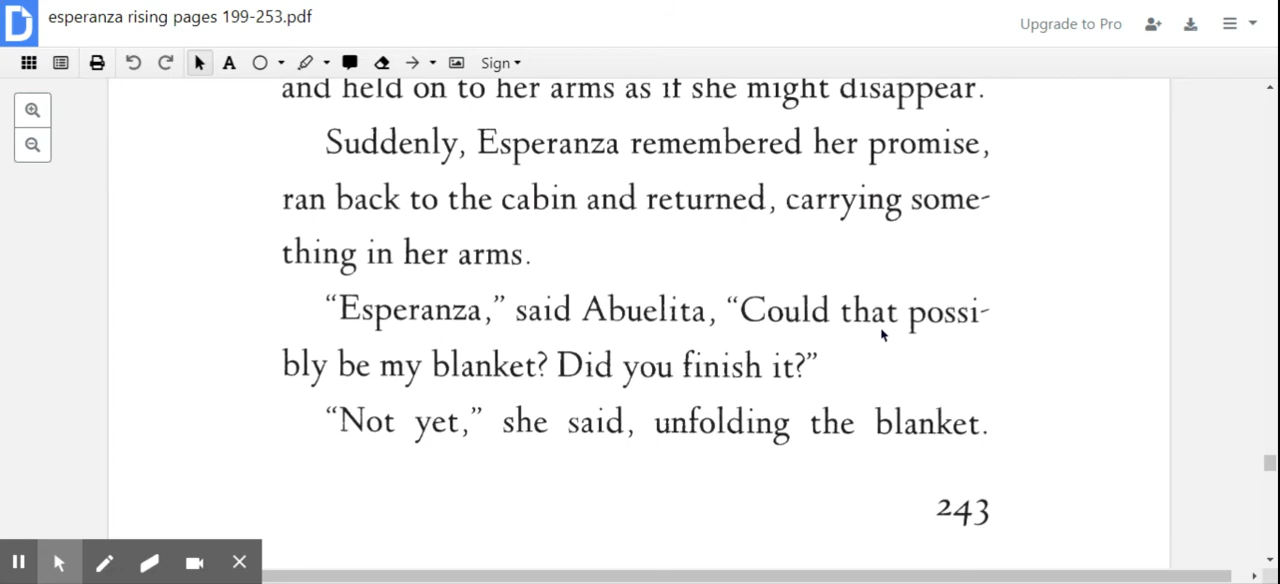 esperanza rising pages 199-253.pdf
Upgrade to Pro
A
Sign
and held on to her arms as if she might disappear.
Suddenly, Esperanza remembered her promise,
ran back to the cabin and returned, carrying some-
thing in her arms.
“Esperanza,” said Abuelita, “Could that possi-
bly be my blanket? Did you finish it?”
“Not yet,” she said, unfolding the blanket.
243